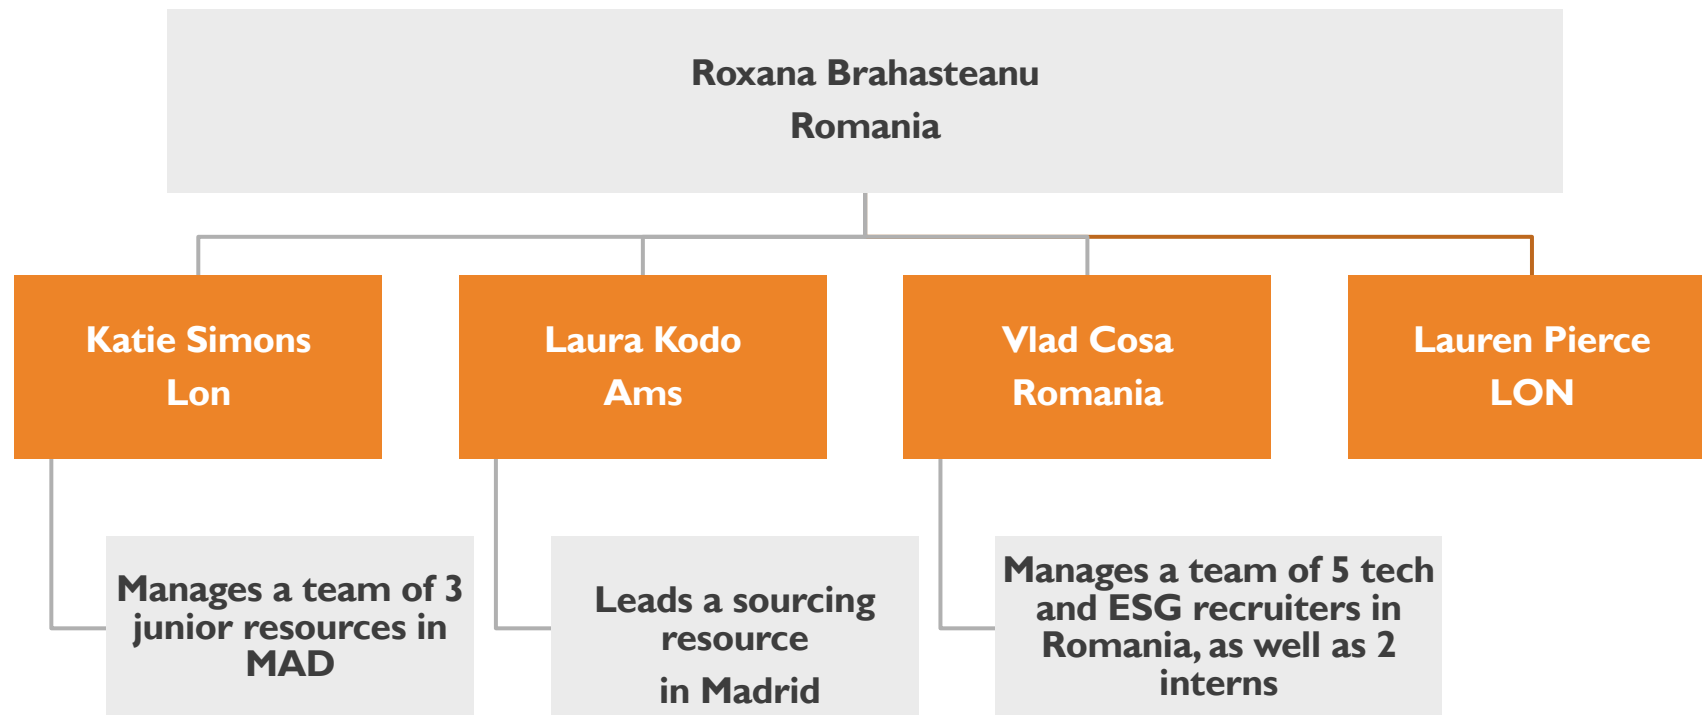 Roxana Brahasteanu
Romania
Katie Simons
Lon
Laura Kodo
Ams
Vlad Cosa
Romania
Lauren Pierce
LON
Manages a team of 3
junior resources in
MAD
Leads a sourcing
resource
in Madrid
Manages a team of 5 tech
and ESG recruiters in
Romania, as well as 2
interns